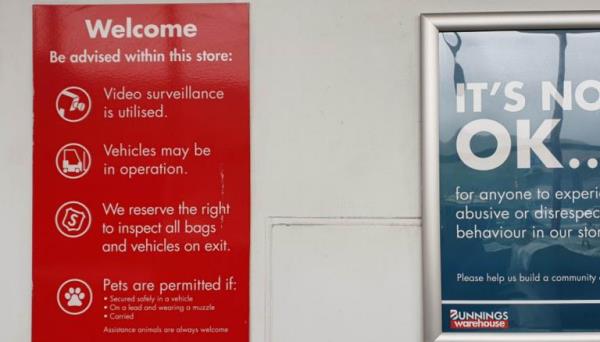 Welcome
Be advised within this store:
Video surveillance
is utilised.
Vehicles may be
in operation.
We reserve the right
to inspect all bags
and vehicles on exit.
Pets are permitted if:
• Secured safely in a vehicle
• On a lead and wearing a muzzle
• Carried
Assistance animals are always welcome
IT'S NO
OK...
for anyone to experi
abusive or disrespec
behaviour in our stor
Please help us build a community
BUNNINGS
warehouse